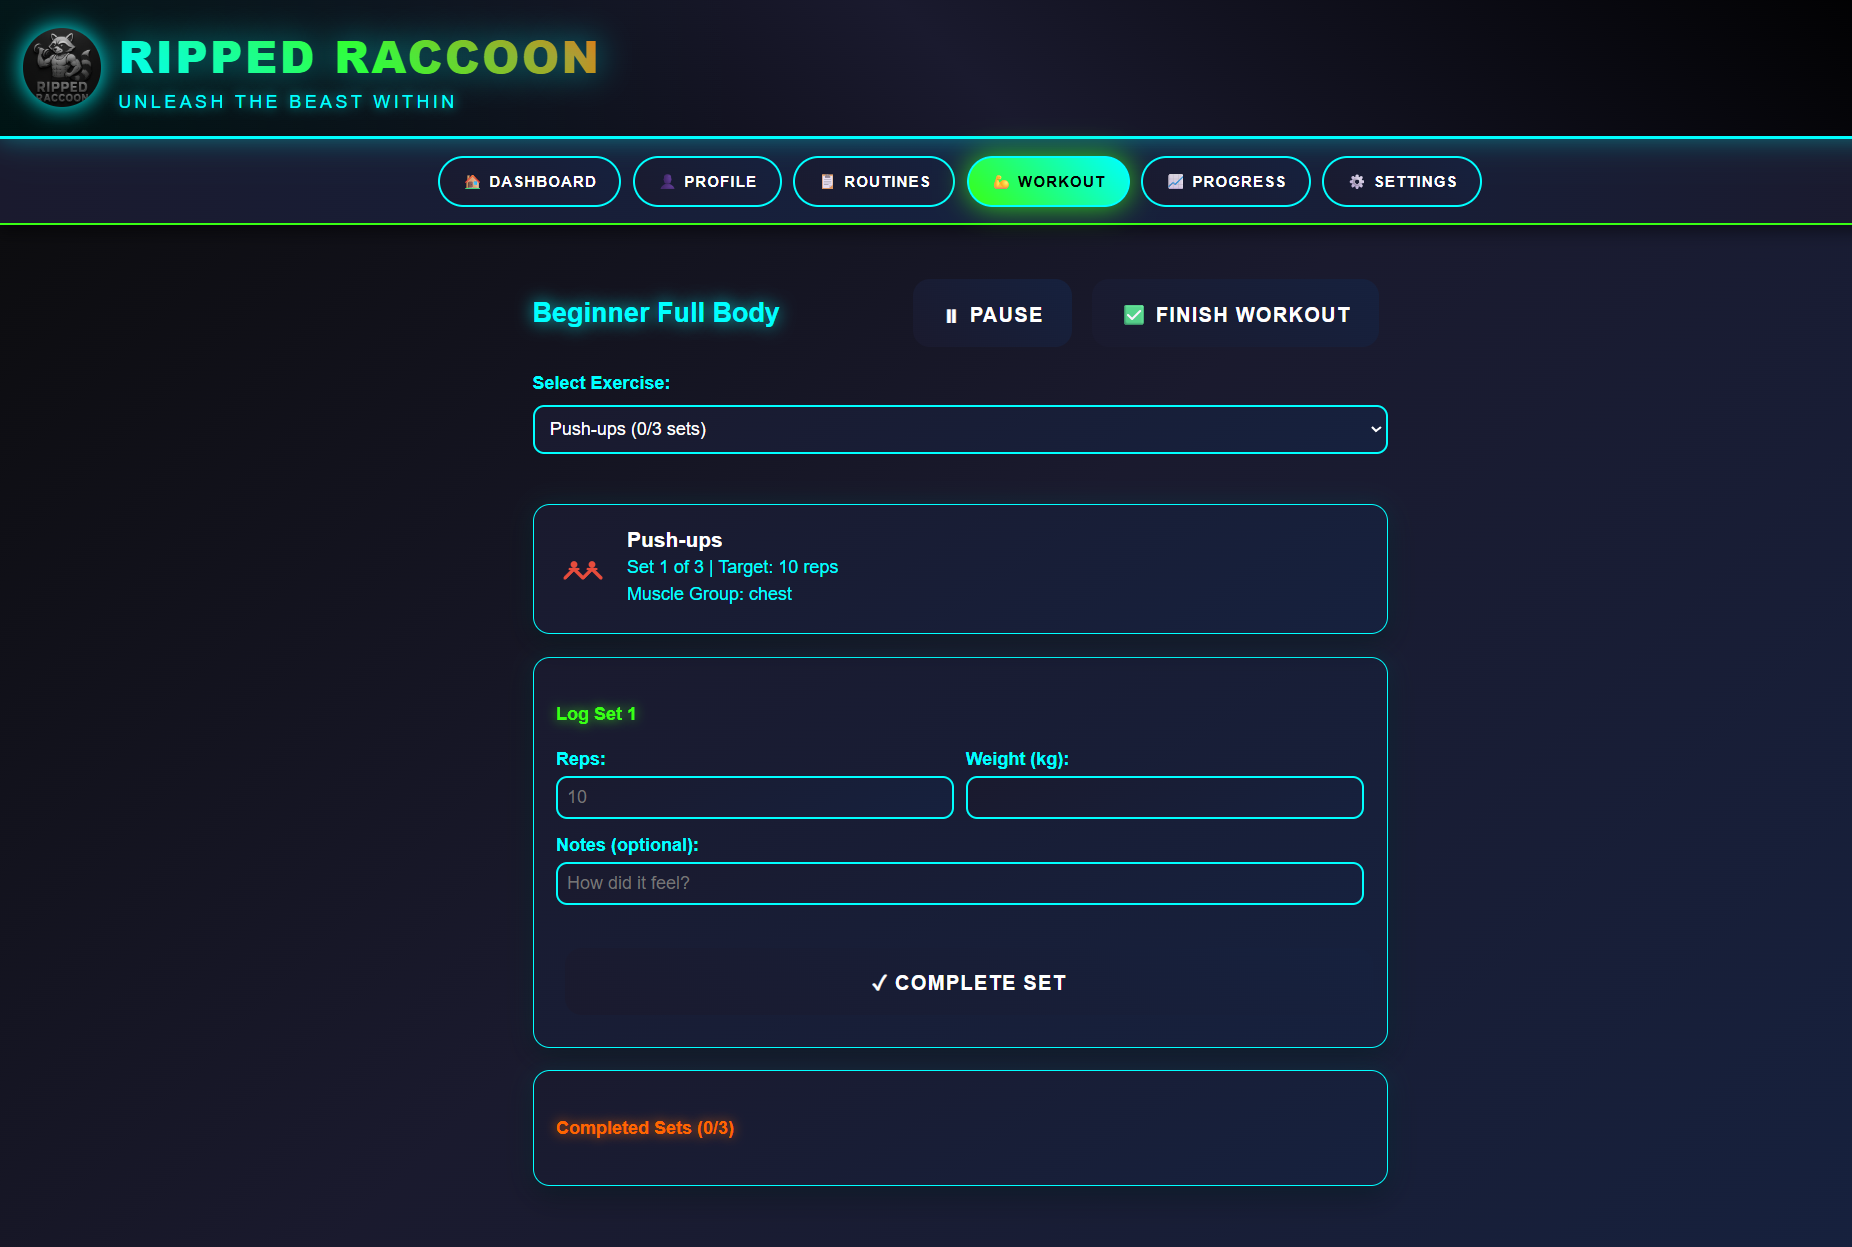 RIPPED RACCOON
RIPPED
RACCOON
UNLEASH THE BEAST WITHIN
DASHBOARD
PROFILE
ROUTINES
WORKOUT
PROGRESS
SETTINGS
Beginner Full Body
PAUSE
FINISH WORKOUT
Select Exercise:
Push-ups (0/3 sets)
Push-ups
Set 1 of 3 | Target: 10 reps
Muscle Group: chest
Log Set 1
Reps:
Weight (kg):
10
Notes (optional):
How did it feel?
✓ COMPLETE SET
Completed Sets (0/3)